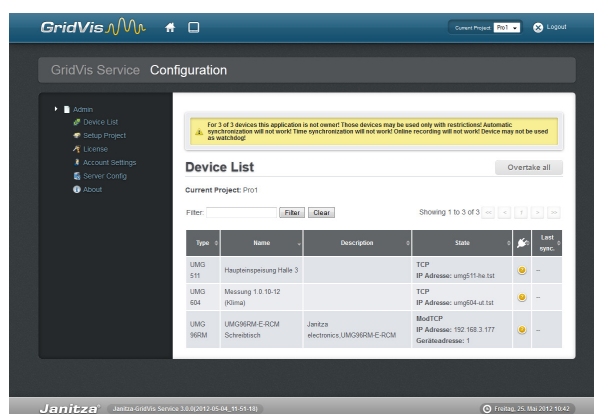 GridVis
Current Project: Pro1
Logout
GridVis Service Configuration
Admin
Device List
Setup Project
License
Account Settings
Server Config
About
For 3 of 3 devices this application is not owner! Those devices may be used only with restrictions! Automatic
synchronization will not work! Time synchronization will not work! Online recording will not work! Device may not be used
as watchdog!
Device List
Overtake all
Current Project: Pro1
Filter:
Filter
Clear
Showing 1 to 3 of 3
<<
<
1
>
>>
Type
Name
Description
State
Last
sync.
UMG
511
Haupteinspeisung Halle 3
TCP
IP Adresse: umg511-he.tst
--
UMG
604
Messung 1.0.10-12
(Klima)
TCP
IP Adresse: umg604-ut.tst
--
UMG
96RM
UMG96RM-E-RCM
Schreibtisch
Janitza
electronics,UMG96RM-E-RCM
ModTCP
IP Adresse: 192.168.3.177
Geräteadresse: 1
--
Janitza
Janitza-GridVis Service 3.0.0(2012-05-04_11-51-18)
Freitag, 25. Mai 2012 10:42